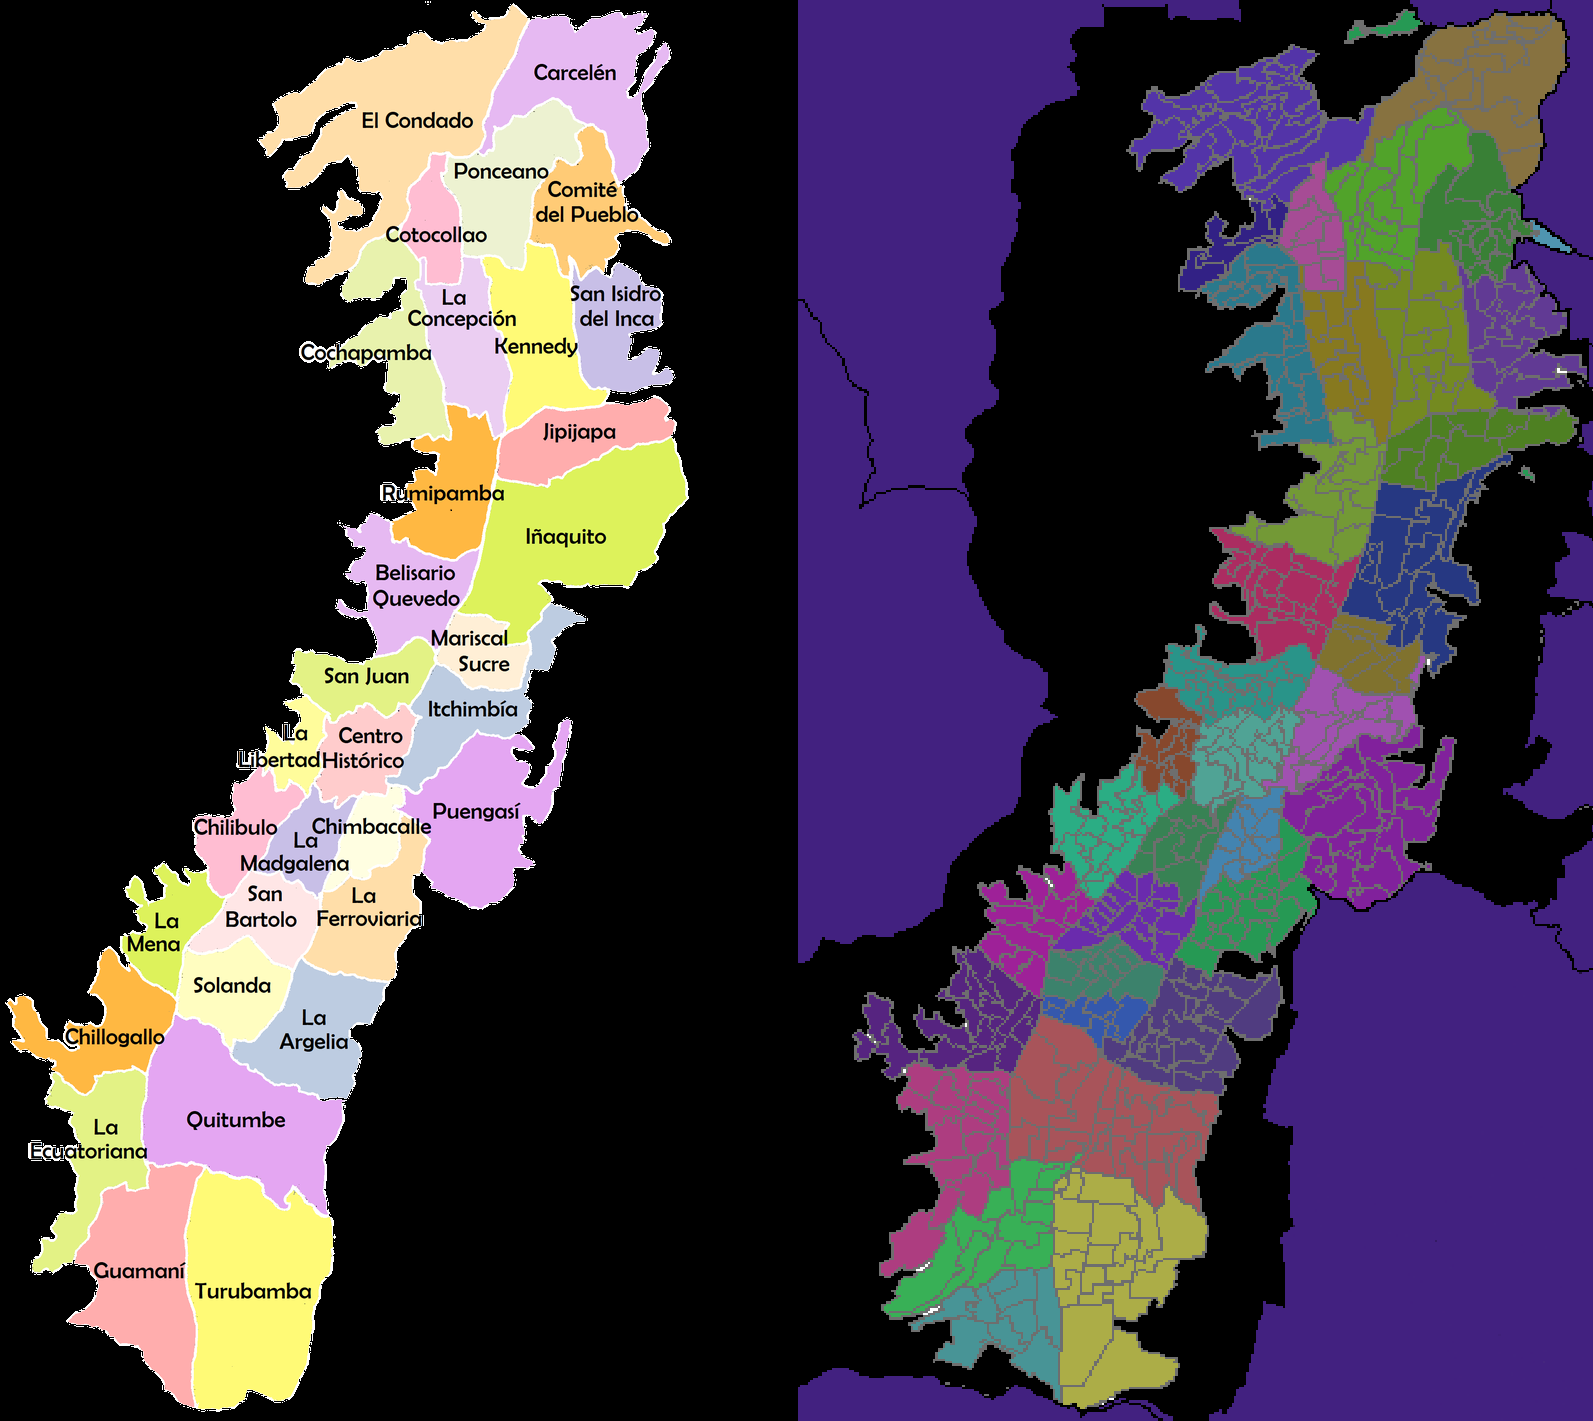 Carcelén
El Condado
Ponceano
Comité
del Pueblo
Cotocollao
San Isidro
del Inca
La
Concepción
Kennedy
Cochapamba
Jipijapa
Rumipamba
Iñaquito
Belisario
Quevedo
Mariscal
Sucre
San Juan
Itchimbía
La
Libertad
Centro
Histórico
Puengasí
Chilibulo
Chimbacalle
La
Madgalena
San
Bartolo
La
Ferroviaria
La
Mena
Solanda
La
Argelia
Chillogallo
Quitumbe
La
Ecuatoriana
Guamaní
Turubamba